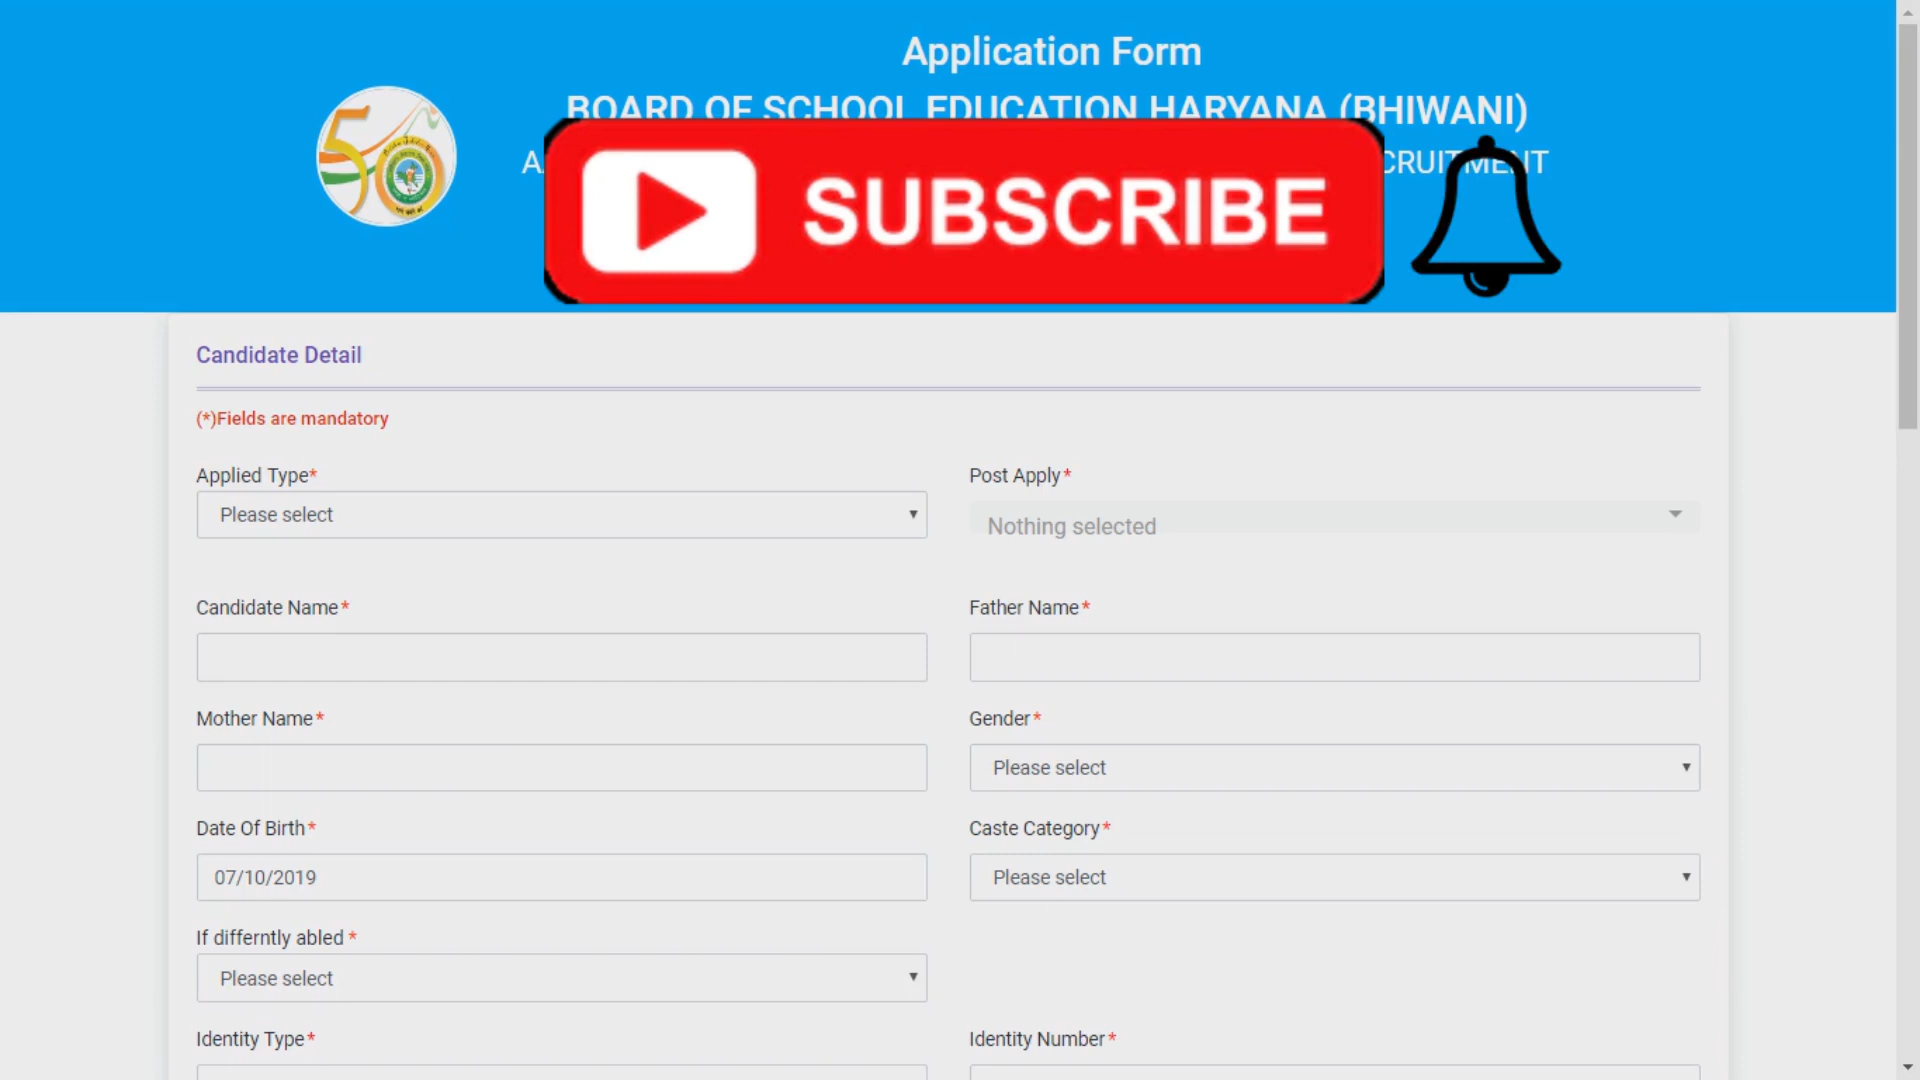 Application Form
BOARD OF SCHOOL EDUCATION HARYANA (BHIWANI)
SUBSCRIBE
50
Candidate Detail
(*)Fields are mandatory
Applied Type* Post Apply*
Please select Nothing selected
Candidate Name* Father Name*
Mother Name* Gender*
Please select
Date Of Birth* Caste Category*
07/10/2019 Please select
If differntly abled *
Please select
Identity Type* Identity Number*